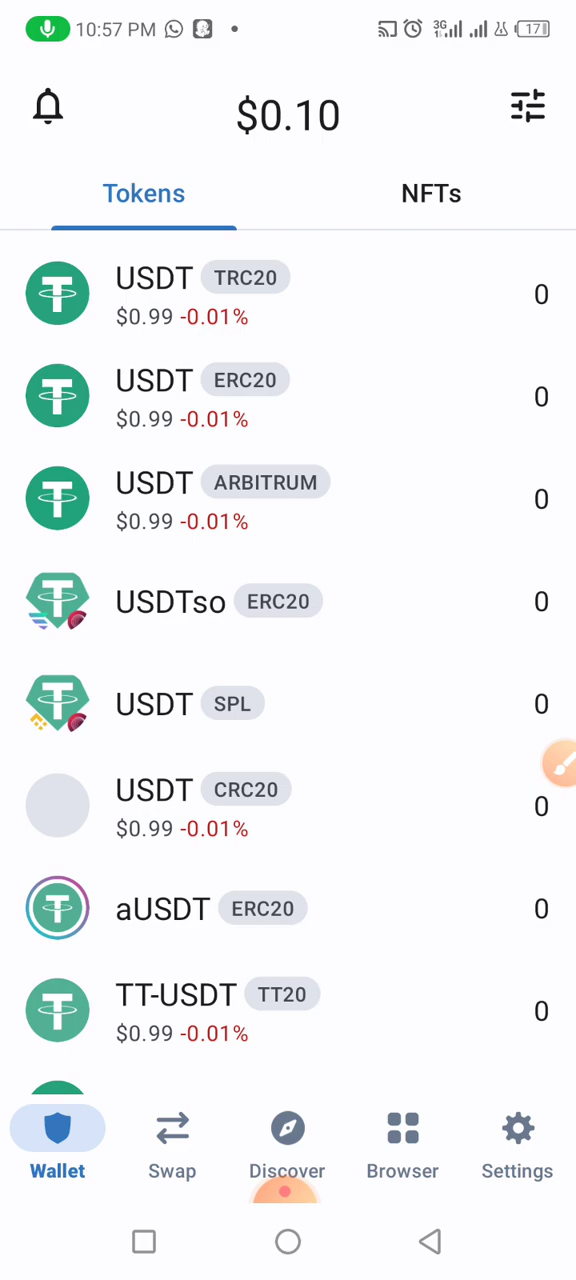 10:57 PM 3G 17
$0.10
Tokens NFTs
USDT TRC20
$0.99 -0.01% 0
USDT ERC20
$0.99 -0.01% 0
USDT ARBITRUM
$0.99 -0.01% 0
USDTso ERC20 0
USDT SPL 0
USDT CRC20
$0.99 -0.01% 0
aUSDT ERC20 0
TT-USDT TT20
$0.99 -0.01% 0
Wallet Swap Discover Browser Settings